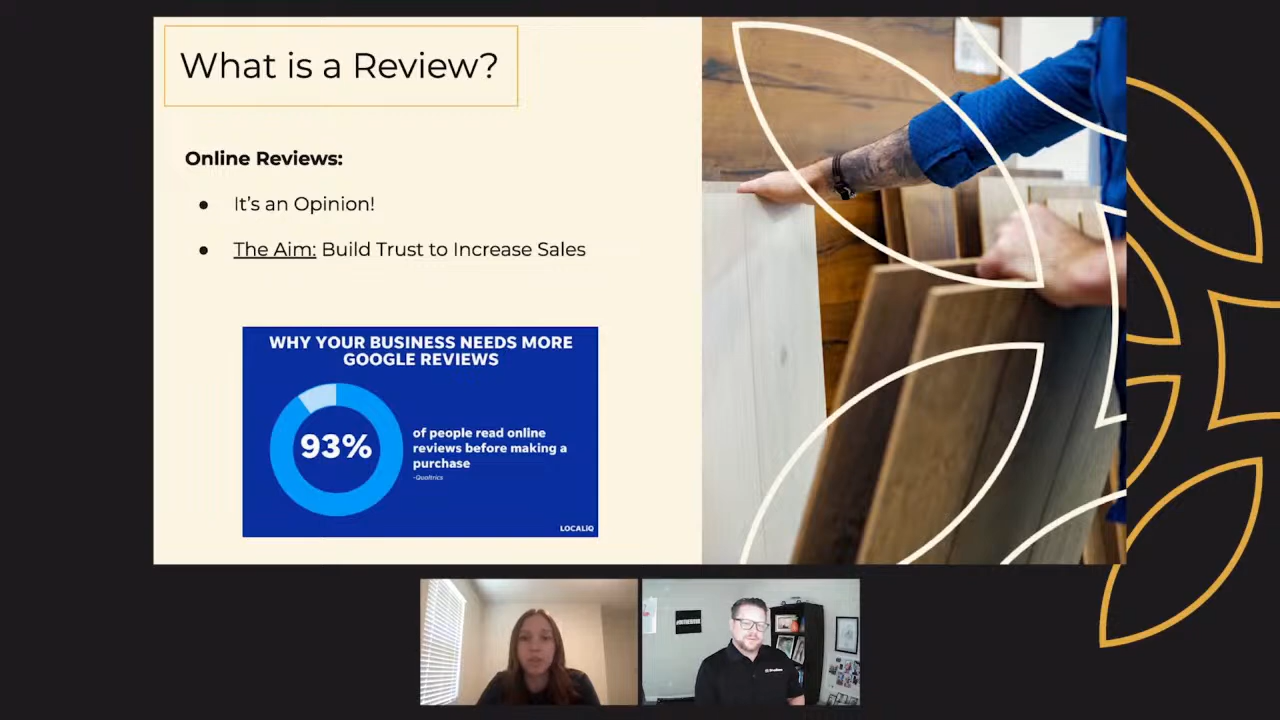 What is a Review?
Online Reviews:
● It's an Opinion!
● The Aim: Build Trust to Increase Sales
WHY YOUR BUSINESS NEEDS MORE
GOOGLE REVIEWS
93%
of people read online
reviews before making a
purchase
-Qualtrics
LOCALiQ